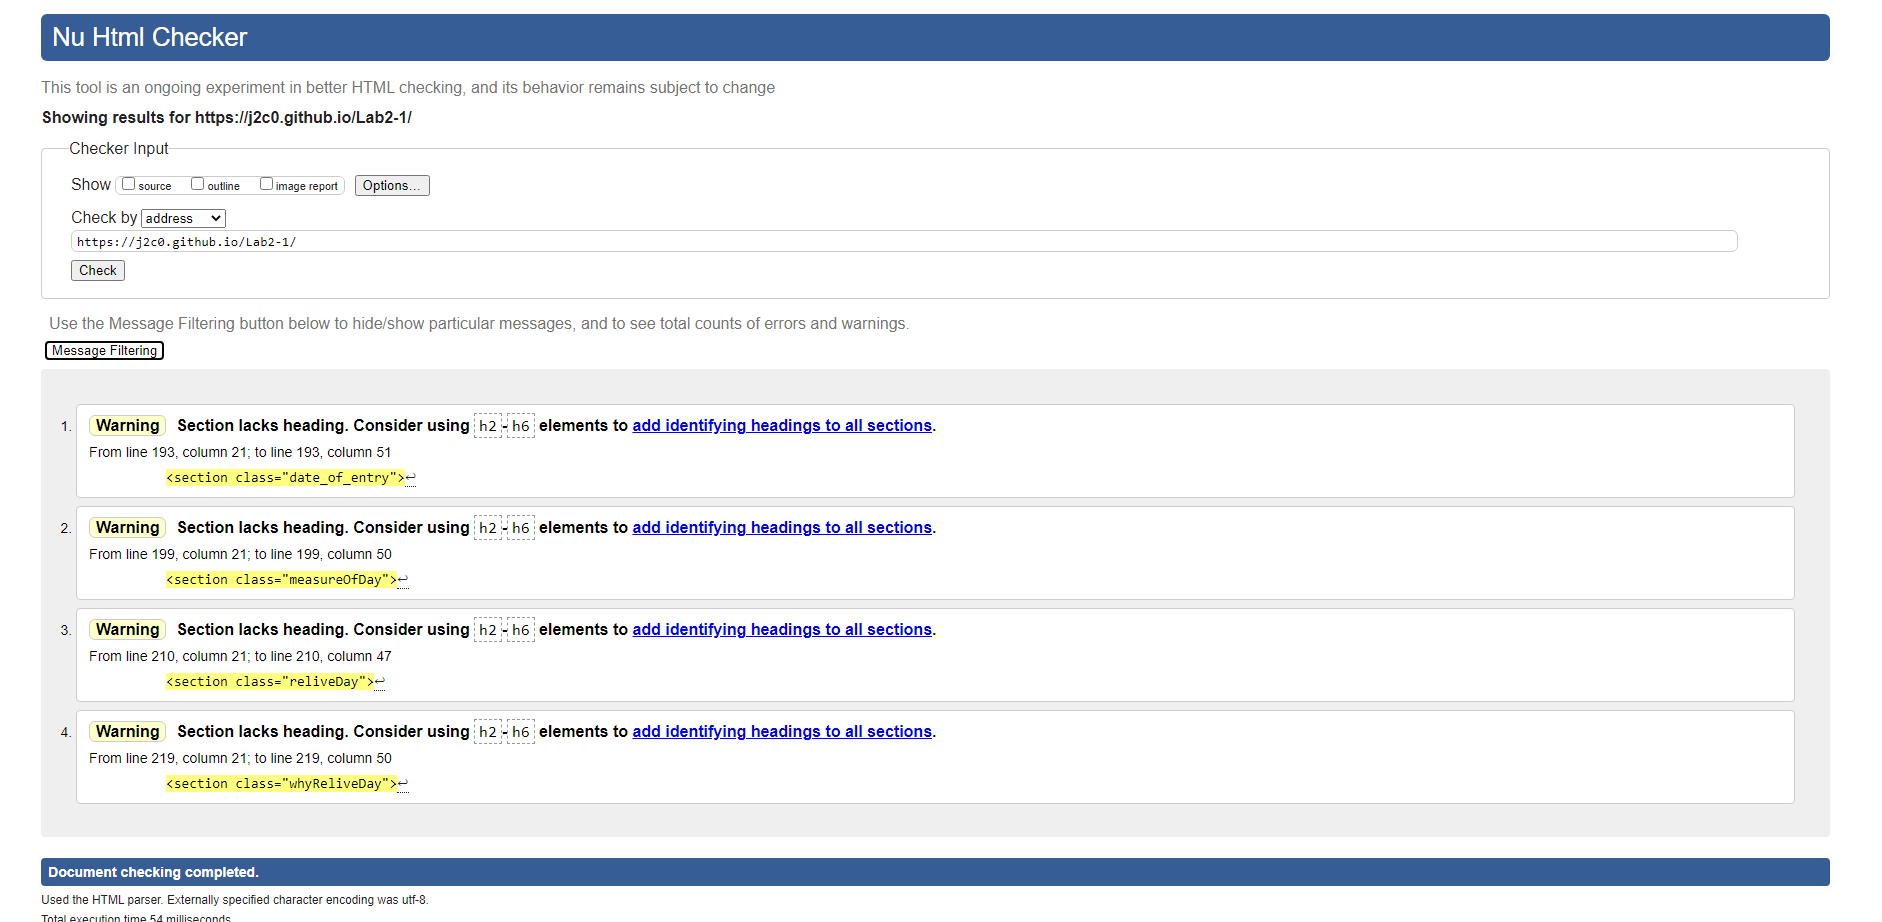 Nu Html Checker
This tool is an ongoing experiment in better HTML checking, and its behavior remains subject to change
Showing results for https://j2c0.github.io/Lab2-1/
Checker Input
Show source outline image report Options...
Check by address
https://j2c0.github.io/Lab2-1/
Check
Use the Message Filtering button below to hide/show particular messages, and to see total counts of errors and warnings.
Message Filtering
1. Warning Section lacks heading. Consider using h2-h6 elements to add identifying headings to all sections.
From line 193, column 21; to line 193, column 51
<section class="date_of_entry">↩
2. Warning Section lacks heading. Consider using h2-h6 elements to add identifying headings to all sections.
From line 199, column 21; to line 199, column 50
<section class="measureOfDay">↩
3. Warning Section lacks heading. Consider using h2-h6 elements to add identifying headings to all sections.
From line 210, column 21; to line 210, column 47
<section class="reliveDay">↩
4. Warning Section lacks heading. Consider using h2-h6 elements to add identifying headings to all sections.
From line 219, column 21; to line 219, column 50
<section class="whyReliveDay">↩
Document checking completed.
Used the HTML parser. Externally specified character encoding was utf-8.
Total execution time 54 milliseconds.